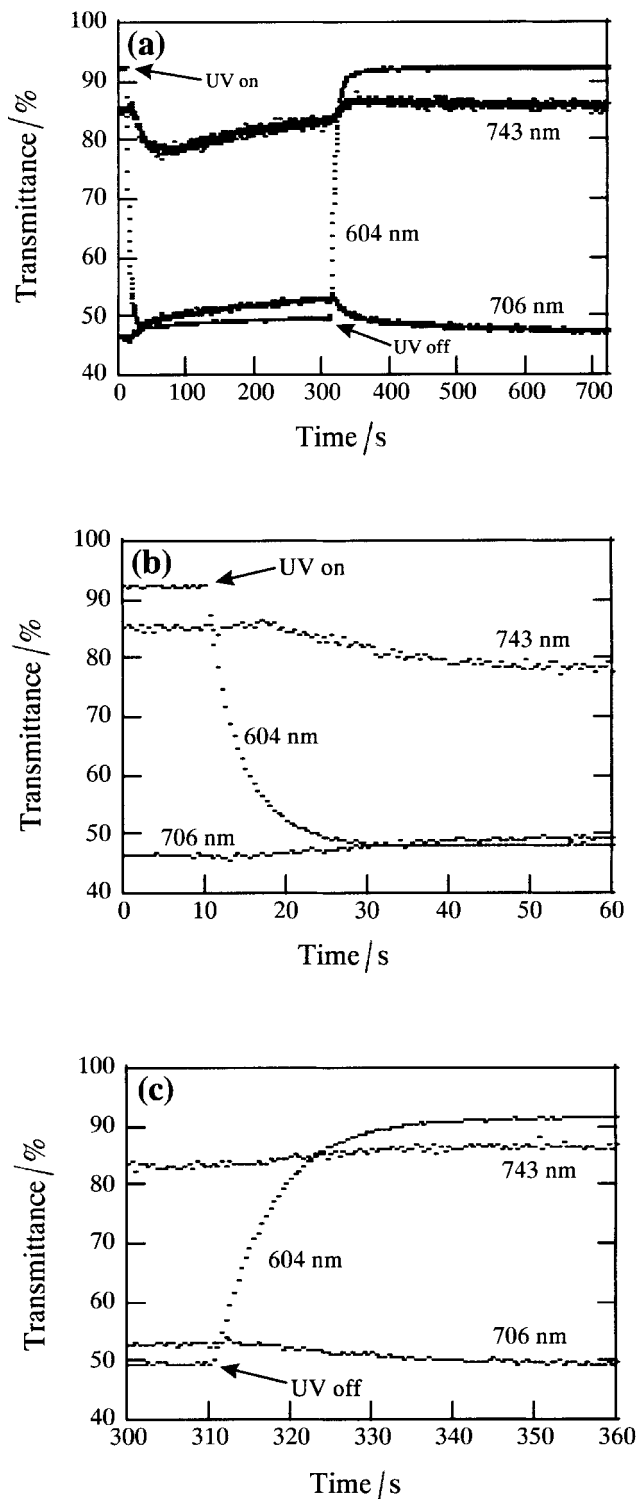 (a)
100
90
80
70
60
50
40
UV on
743 nm
604 nm
706 nm
UV off
0 100 200 300 400 500 600 700
Transmittance /%
Time /s
(b)
100
90
80
70
60
50
40
UV on
743 nm
604 nm
706 nm
0 10 20 30 40 50 60
Transmittance /%
Time /s
(c)
100
90
80
70
60
50
40
743 nm
604 nm
706 nm
UV off
300 310 320 330 340 350 360
Transmittance /%
Time /s